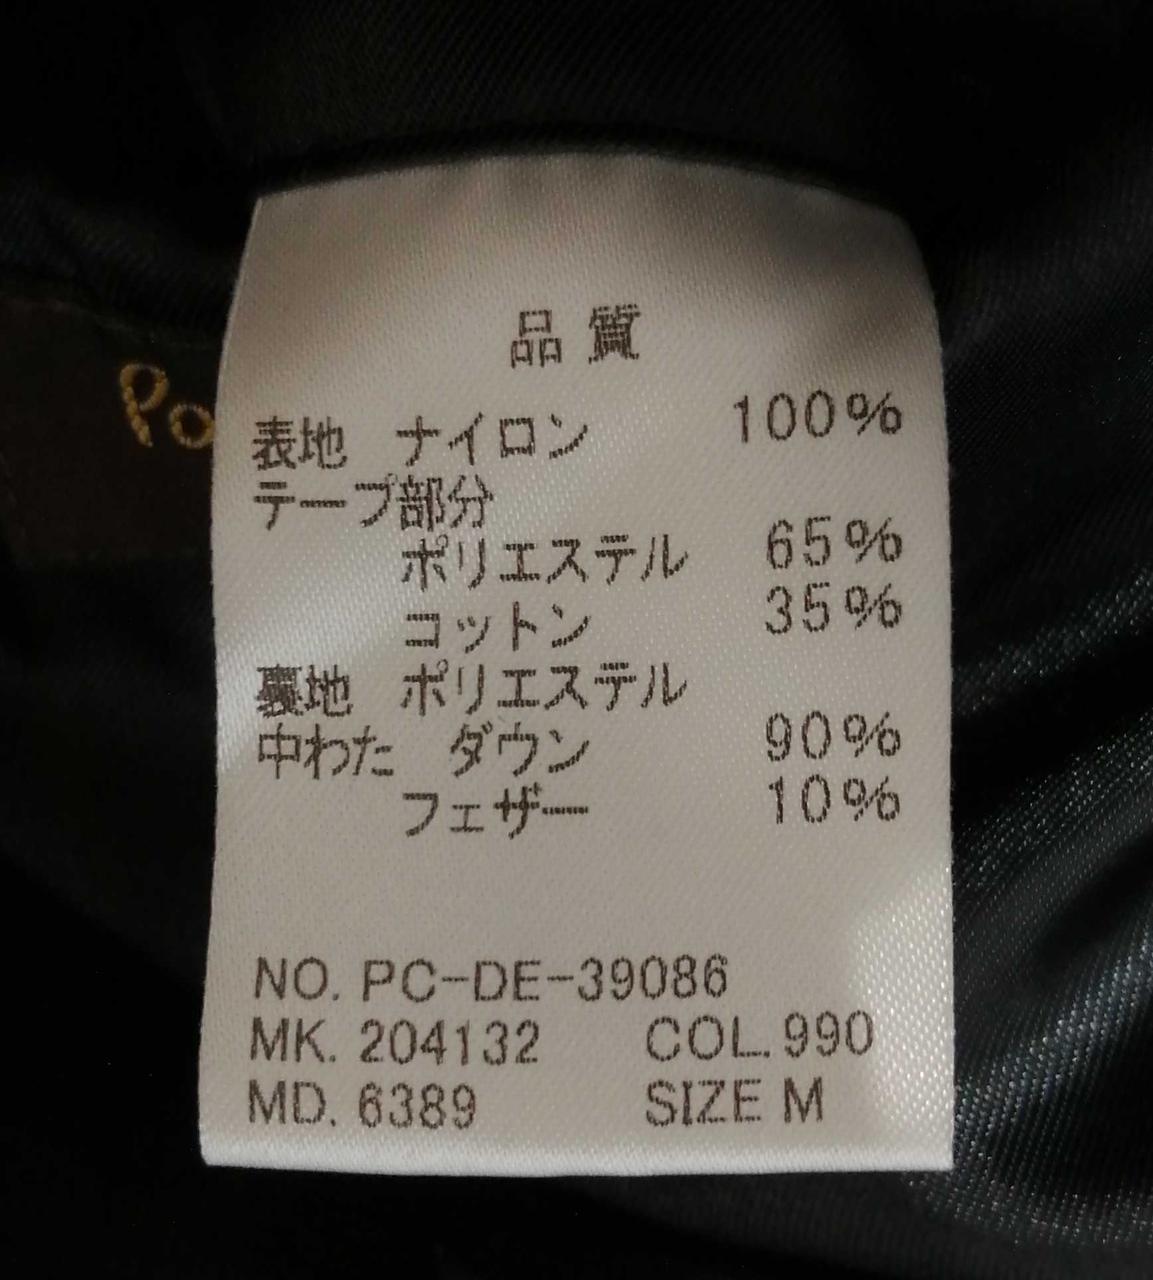 品質
表地 ナイロン 100%
テープ部分
ポリエステル 65%
コットン 35%
裏地 ポリエステル
中わた ダウン 90%
フェザー 10%
NO. PC-DE-39086
MK. 204132 COL. 990
MD. 6389 SIZE M
Po